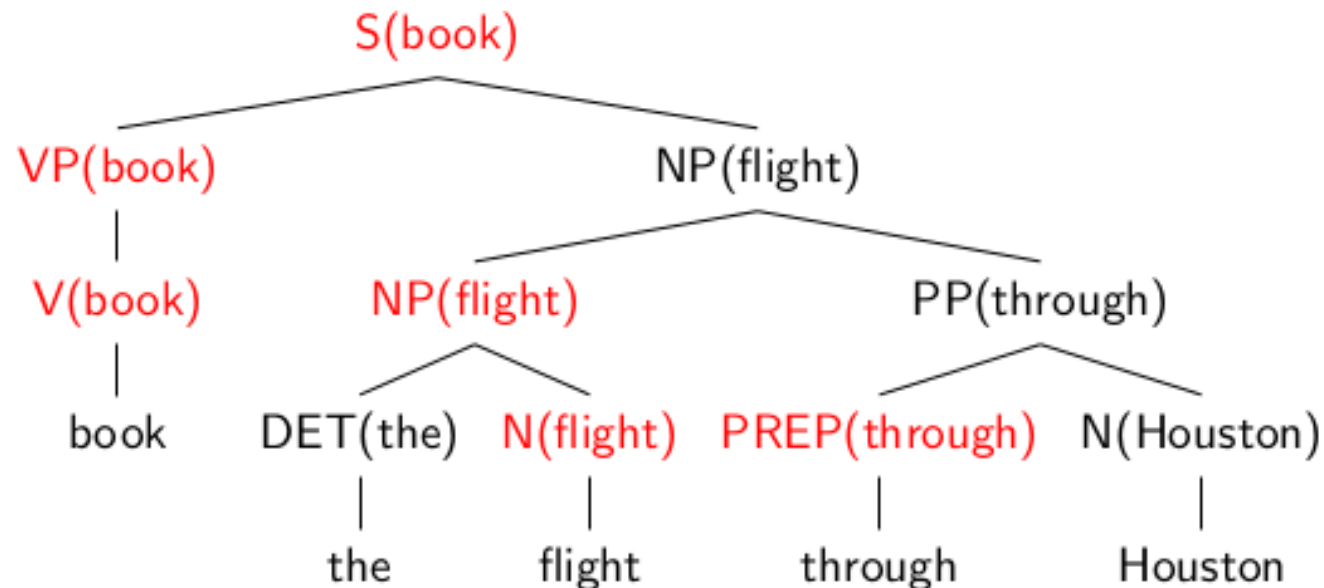 S(book)
VP(book) NP(flight)
V(book) NP(flight) PP(through)
book DET(the) N(flight) PREP(through) N(Houston)
the flight through Houston